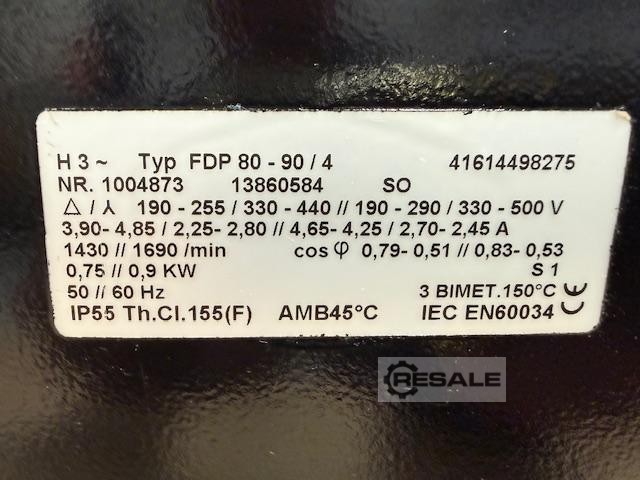 H 3 ~ Typ FDP 80 - 90 / 4 41614498275
NR. 1004873 13860584 SO
△ / ⅄ 190 - 255 / 330 - 440 // 190 - 290 / 330 - 500 V
3,90- 4,85 / 2,25- 2,80 // 4,65- 4,25 / 2,70- 2,45 A
1430 // 1690 /min cos φ 0,79- 0,51 // 0,83- 0,53
0,75 // 0,9 KW S 1
50 // 60 Hz 3 BIMET.150°C CE
IP55 Th.Cl.155(F) AMB45°C IEC EN60034
RESALE